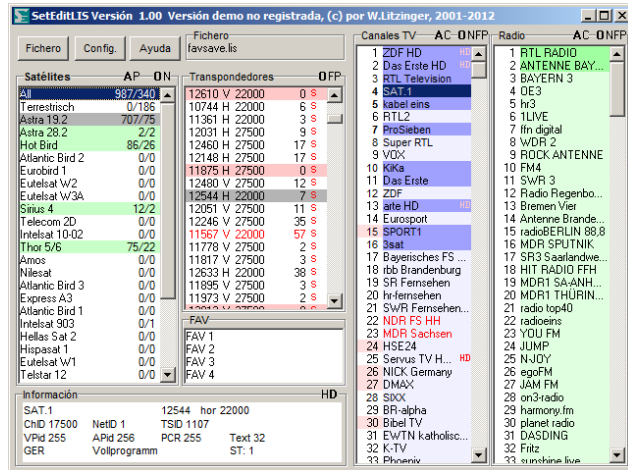 SetEditLIS Versión 1.00 Versión demo no registrada, (c) por W.Litzinger, 2001-2012
Fichero Config. Ayuda
Fichero
favsave.lis
Satélites AP ON
All 987/340
Terrestrisch 0/186
Astra 19.2 707/75
Astra 28.2 2/2
Hot Bird 86/26
Atlantic Bird 2 0/0
Eurobird 1 0/0
Eutelsat W2 0/0
Eutelsat W3A 0/0
Sirius 4 12/2
Telecom 2D 0/0
Intelsat 10-02 0/0
Thor 5/6 75/22
Amos 0/0
Nilesat 0/0
Atlantic Bird 3 0/0
Express A3 0/0
Atlantic Bird 1 0/0
Intelsat 903 0/1
Hellas Sat 2 0/0
Hispasat 1 0/0
Eutelsat W1 0/0
Telstar 12 0/0
Transpondedores OFP
12610 V 22000 0 S
10744 H 22000 6 S
11361 H 22000 3 S
12031 H 27500 9 S
12460 H 27500 17 S
12148 H 27500 17 S
11875 H 27500 0 S
12480 V 27500 12 S
12544 H 22000 7 S
12051 V 27500 11 S
12246 V 27500 35 S
11567 V 22000 57 S
11778 V 27500 2 S
11817 V 27500 3 S
12633 H 22000 38 S
11895 V 27500 3 S
11973 V 27500 2 S
FAV
FAV 1
FAV 2
FAV 3
FAV 4
Canales TV AC ONFP
1 ZDF HD HD
2 Das Erste HD HD
3 RTL Television
4 SAT.1
5 kabel eins
6 RTL2
7 ProSieben
8 Super RTL
9 VOX
10 KiKa
11 Das Erste
12 ZDF
13 arte HD HD
14 Eurosport
15 SPORT1
16 3sat
17 Bayerisches FS ...
18 rbb Brandenburg
19 SR Fernsehen
20 hr-fernsehen
21 SWR Fernsehen...
22 NDR FS HH
23 MDR Sachsen
24 HSE24
25 Servus TV H... HD
26 NICK Germany
27 DMAX
28 SIXX
29 BR-alpha
30 Bibel TV
31 EWTN katholisc...
32 K-TV
33 Phoenix
Radio AC ONFP
1 RTL RADIO
2 ANTENNE BAY...
3 BAYERN 3
4 OE3
5 hr3
6 1LIVE
7 ffn digital
8 WDR 2
9 ROCK ANTENNE
10 FM4
11 SWR 3
12 Radio Regenbo...
13 Bremen Vier
14 Antenne Brande...
15 radioBERLIN 88,8
16 MDR SPUTNIK
17 SR3 Saarlandwe...
18 HIT RADIO FFH
19 MDR1 SA-ANH...
20 MDR1 THÜRIN...
21 radio top40
22 radioeins
23 YOU FM
24 JUMP
25 N-JOY
26 egoFM
27 JAM FM
28 on3-radio
29 harmony.fm
30 planet radio
31 DASDING
32 Fritz
33 sunshine live
Información HD
SAT.1 12544 hor 22000
ChID 17500 NetID 1 TSID 1107
VPid 255 APid 256 PCR 255 Text 32
GER Vollprogramm ST: 1